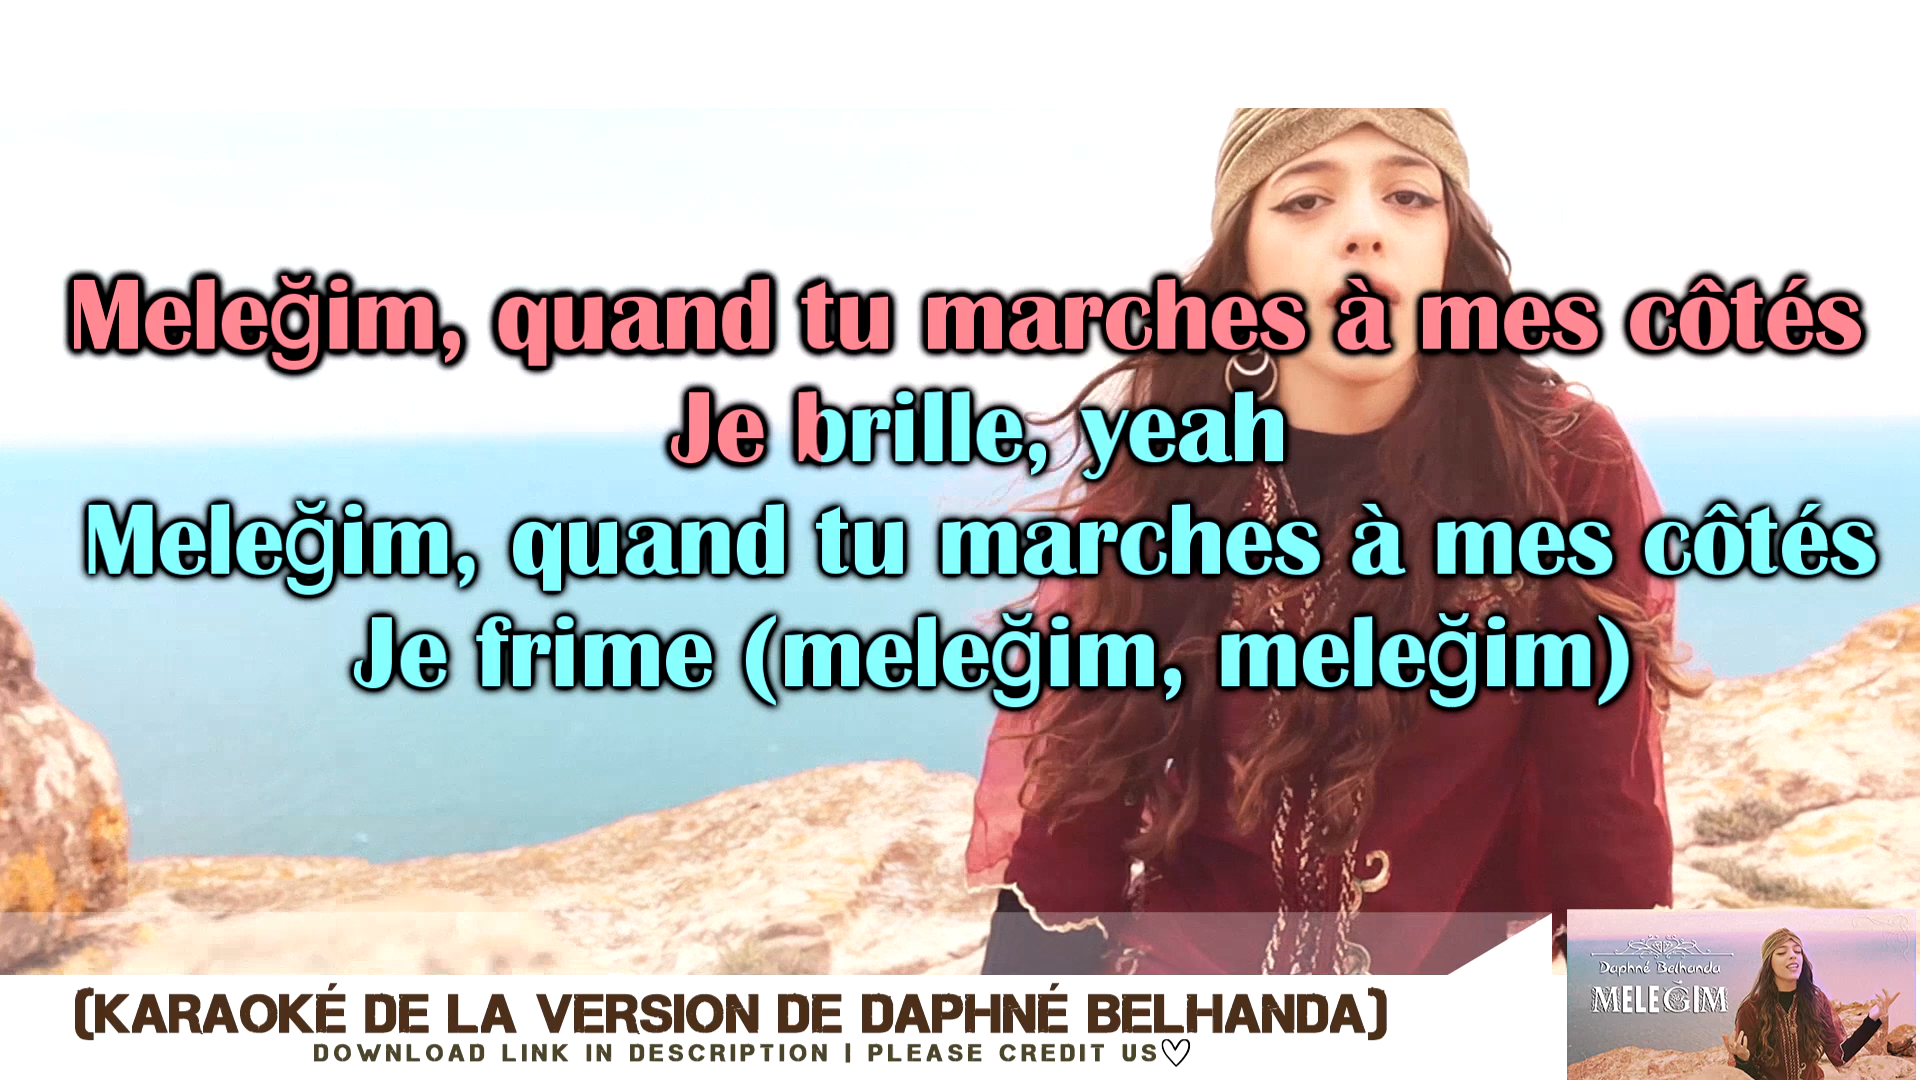 Meleğim, quand tu marches à mes côtés
Je brille, yeah
Meleğim, quand tu marches à mes côtés
Je frime (meleğim, meleğim)
(KARAOKÉ DE LA VERSION DE DAPHNÉ BELHANDA)
DOWNLOAD LINK IN DESCRIPTION | PLEASE CREDIT US♡
Daphné Belhanda
MELEĞIM